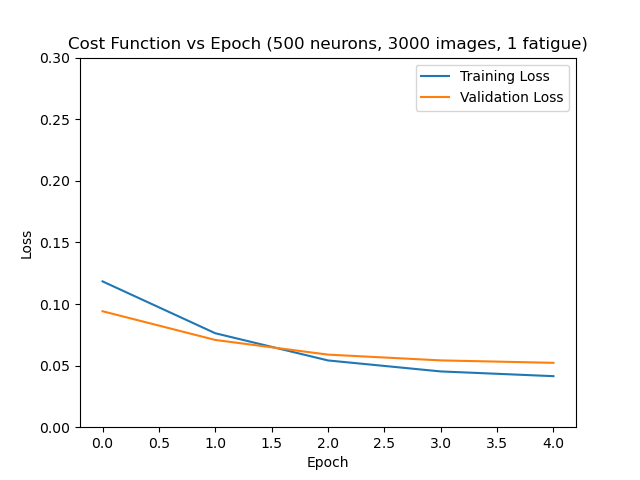 Cost Function vs Epoch (500 neurons, 3000 images, 1 fatigue)
Training Loss
Validation Loss
0.30
0.25
0.20
0.15
0.10
0.05
0.00
Loss
0.0 0.5 1.0 1.5 2.0 2.5 3.0 3.5 4.0
Epoch